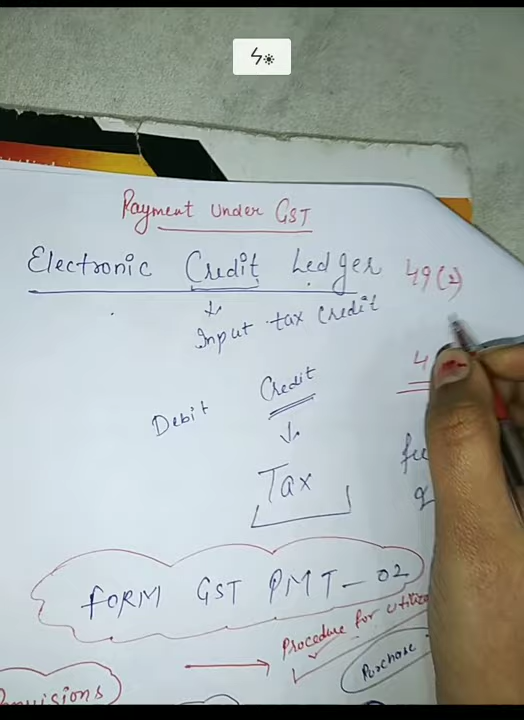 Payment Under GST
Electronic Credit Ledger 49(2)
Input tax Credit
Credit
Debit
Tax
FORM GST PMT-02
Procedure for
Purchase